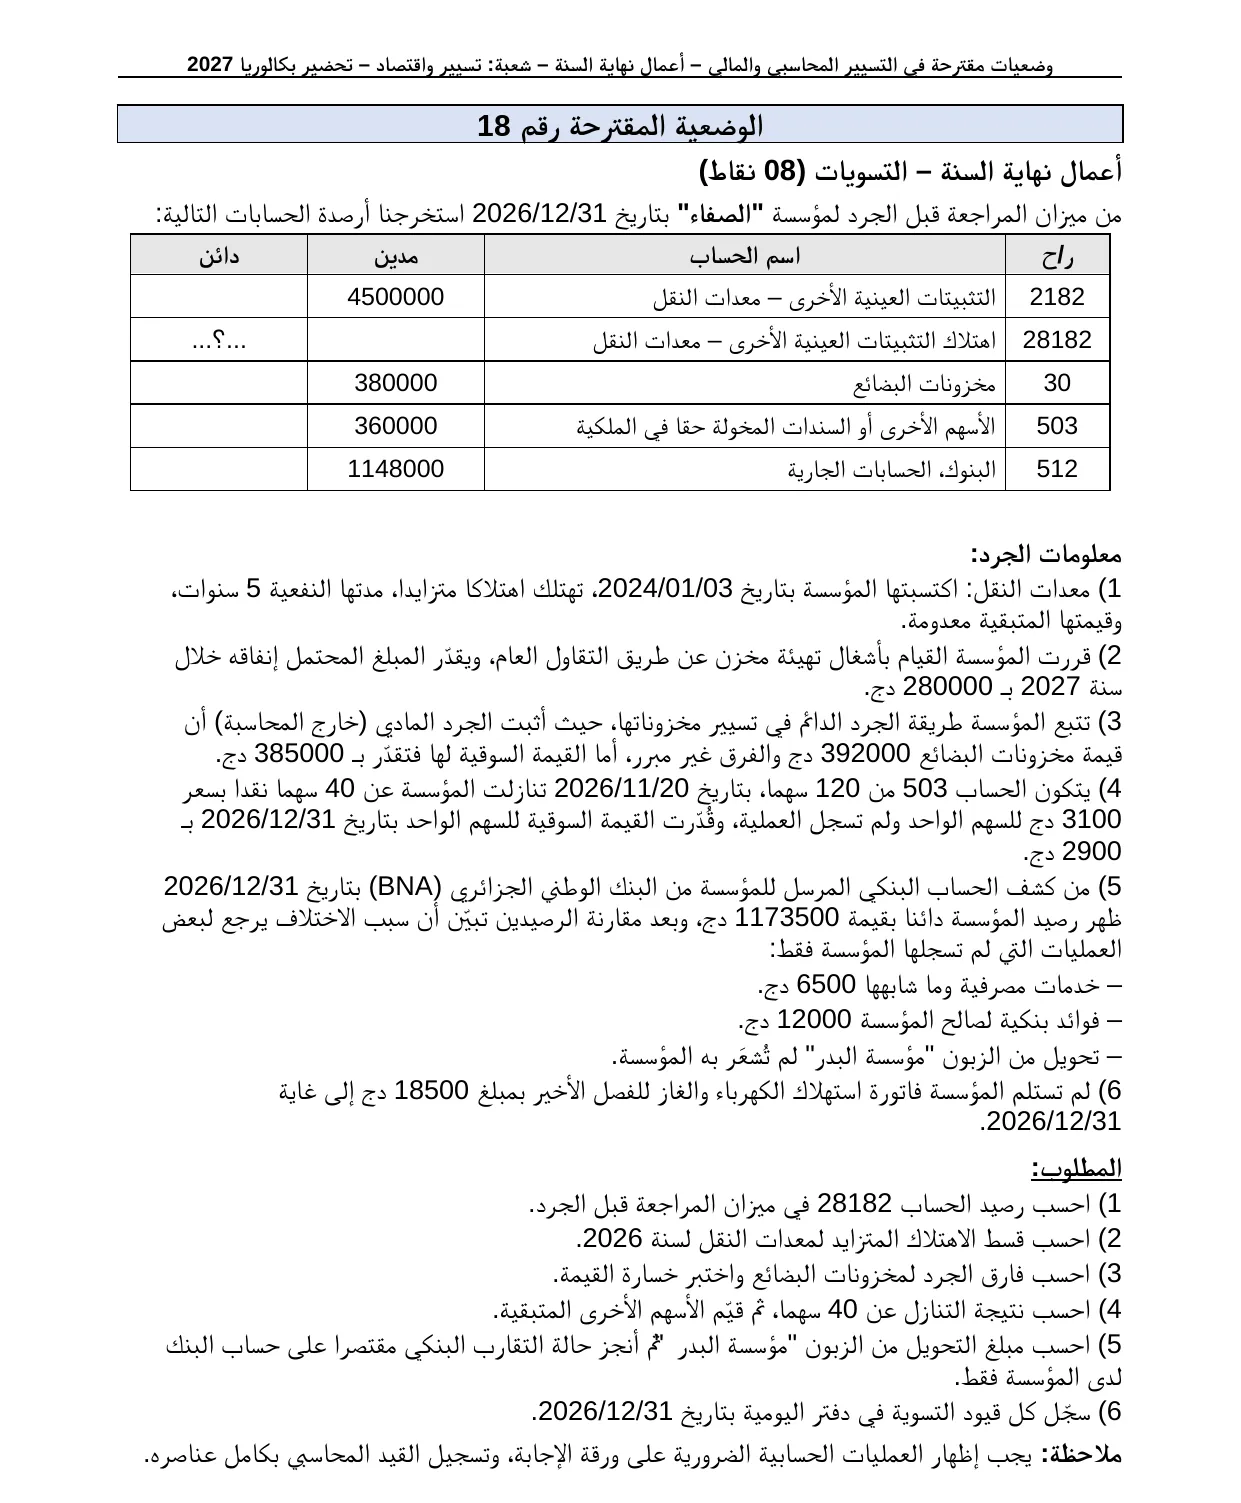 وضعيات مقترحة في التسيير المحاسبي والمالي – أعمال نهاية السنة – شعبة: تسيير واقتصاد – تحضير بكالوريا 2027
الوضعية المقترحة رقم 18
أعمال نهاية السنة – التسويات (08 نقاط)
من ميزان المراجعة قبل الجرد لمؤسسة "الصفاء" بتاريخ 2026/12/31 استخرجنا أرصدة الحسابات التالية:
ر/ح اسم الحساب مدين دائن
2182 التثبيتات العينية الأخرى – معدات النقل 4500000
28182 اهتلاك التثبيتات العينية الأخرى – معدات النقل ...؟...
30 مخزونات البضائع 380000
503 الأسهم الأخرى أو السندات المخولة حقا في الملكية 360000
512 البنوك، الحسابات الجارية 1148000
معلومات الجرد:
1) معدات النقل: اكتسبتها المؤسسة بتاريخ 2024/01/03، تهتلك اهتلاكا متزايدا، مدتها النفعية 5 سنوات،
وقيمتها المتبقية معدومة.
2) قررت المؤسسة القيام بأشغال تهيئة مخزن عن طريق التقاول العام، ويقدّر المبلغ المحتمل إنفاقه خلال
سنة 2027 بـ 280000 دج.
3) تتبع المؤسسة طريقة الجرد الدائم في تسيير مخزوناتها، حيث أثبت الجرد المادي (خارج المحاسبة) أن
قيمة مخزونات البضائع 392000 دج والفرق غير مبرر، أما القيمة السوقية لها فتقدّر بـ 385000 دج.
4) يتكون الحساب 503 من 120 سهما، بتاريخ 2026/11/20 تنازلت المؤسسة عن 40 سهما نقدا بسعر
3100 دج للسهم الواحد ولم تسجل العملية، وقُدّرت القيمة السوقية للسهم الواحد بتاريخ 2026/12/31 بـ
2900 دج.
5) من كشف الحساب البنكي المرسل للمؤسسة من البنك الوطني الجزائري (BNA) بتاريخ 2026/12/31
ظهر رصيد المؤسسة دائنا بقيمة 1173500 دج، وبعد مقارنة الرصيدين تبيّن أن سبب الاختلاف يرجع لبعض
العمليات التي لم تسجلها المؤسسة فقط:
– خدمات مصرفية وما شابهها 6500 دج.
– فوائد بنكية لصالح المؤسسة 12000 دج.
– تحويل من الزبون "مؤسسة البدر" لم تُشعَر به المؤسسة.
6) لم تستلم المؤسسة فاتورة استهلاك الكهرباء والغاز للفصل الأخير بمبلغ 18500 دج إلى غاية
2026/12/31.
المطلوب:
1) احسب رصيد الحساب 28182 في ميزان المراجعة قبل الجرد.
2) احسب قسط الاهتلاك المتزايد لمعدات النقل لسنة 2026.
3) احسب فارق الجرد لمخزونات البضائع واختبر خسارة القيمة.
4) احسب نتيجة التنازل عن 40 سهما، ثم قيّم الأسهم الأخرى المتبقية.
5) احسب مبلغ التحويل من الزبون "مؤسسة البدر" ثم أنجز حالة التقارب البنكي مقتصرا على حساب البنك
لدى المؤسسة فقط.
6) سجّل كل قيود التسوية في دفتر اليومية بتاريخ 2026/12/31.
ملاحظة: يجب إظهار العمليات الحسابية الضرورية على ورقة الإجابة، وتسجيل القيد المحاسبي بكامل عناصره.